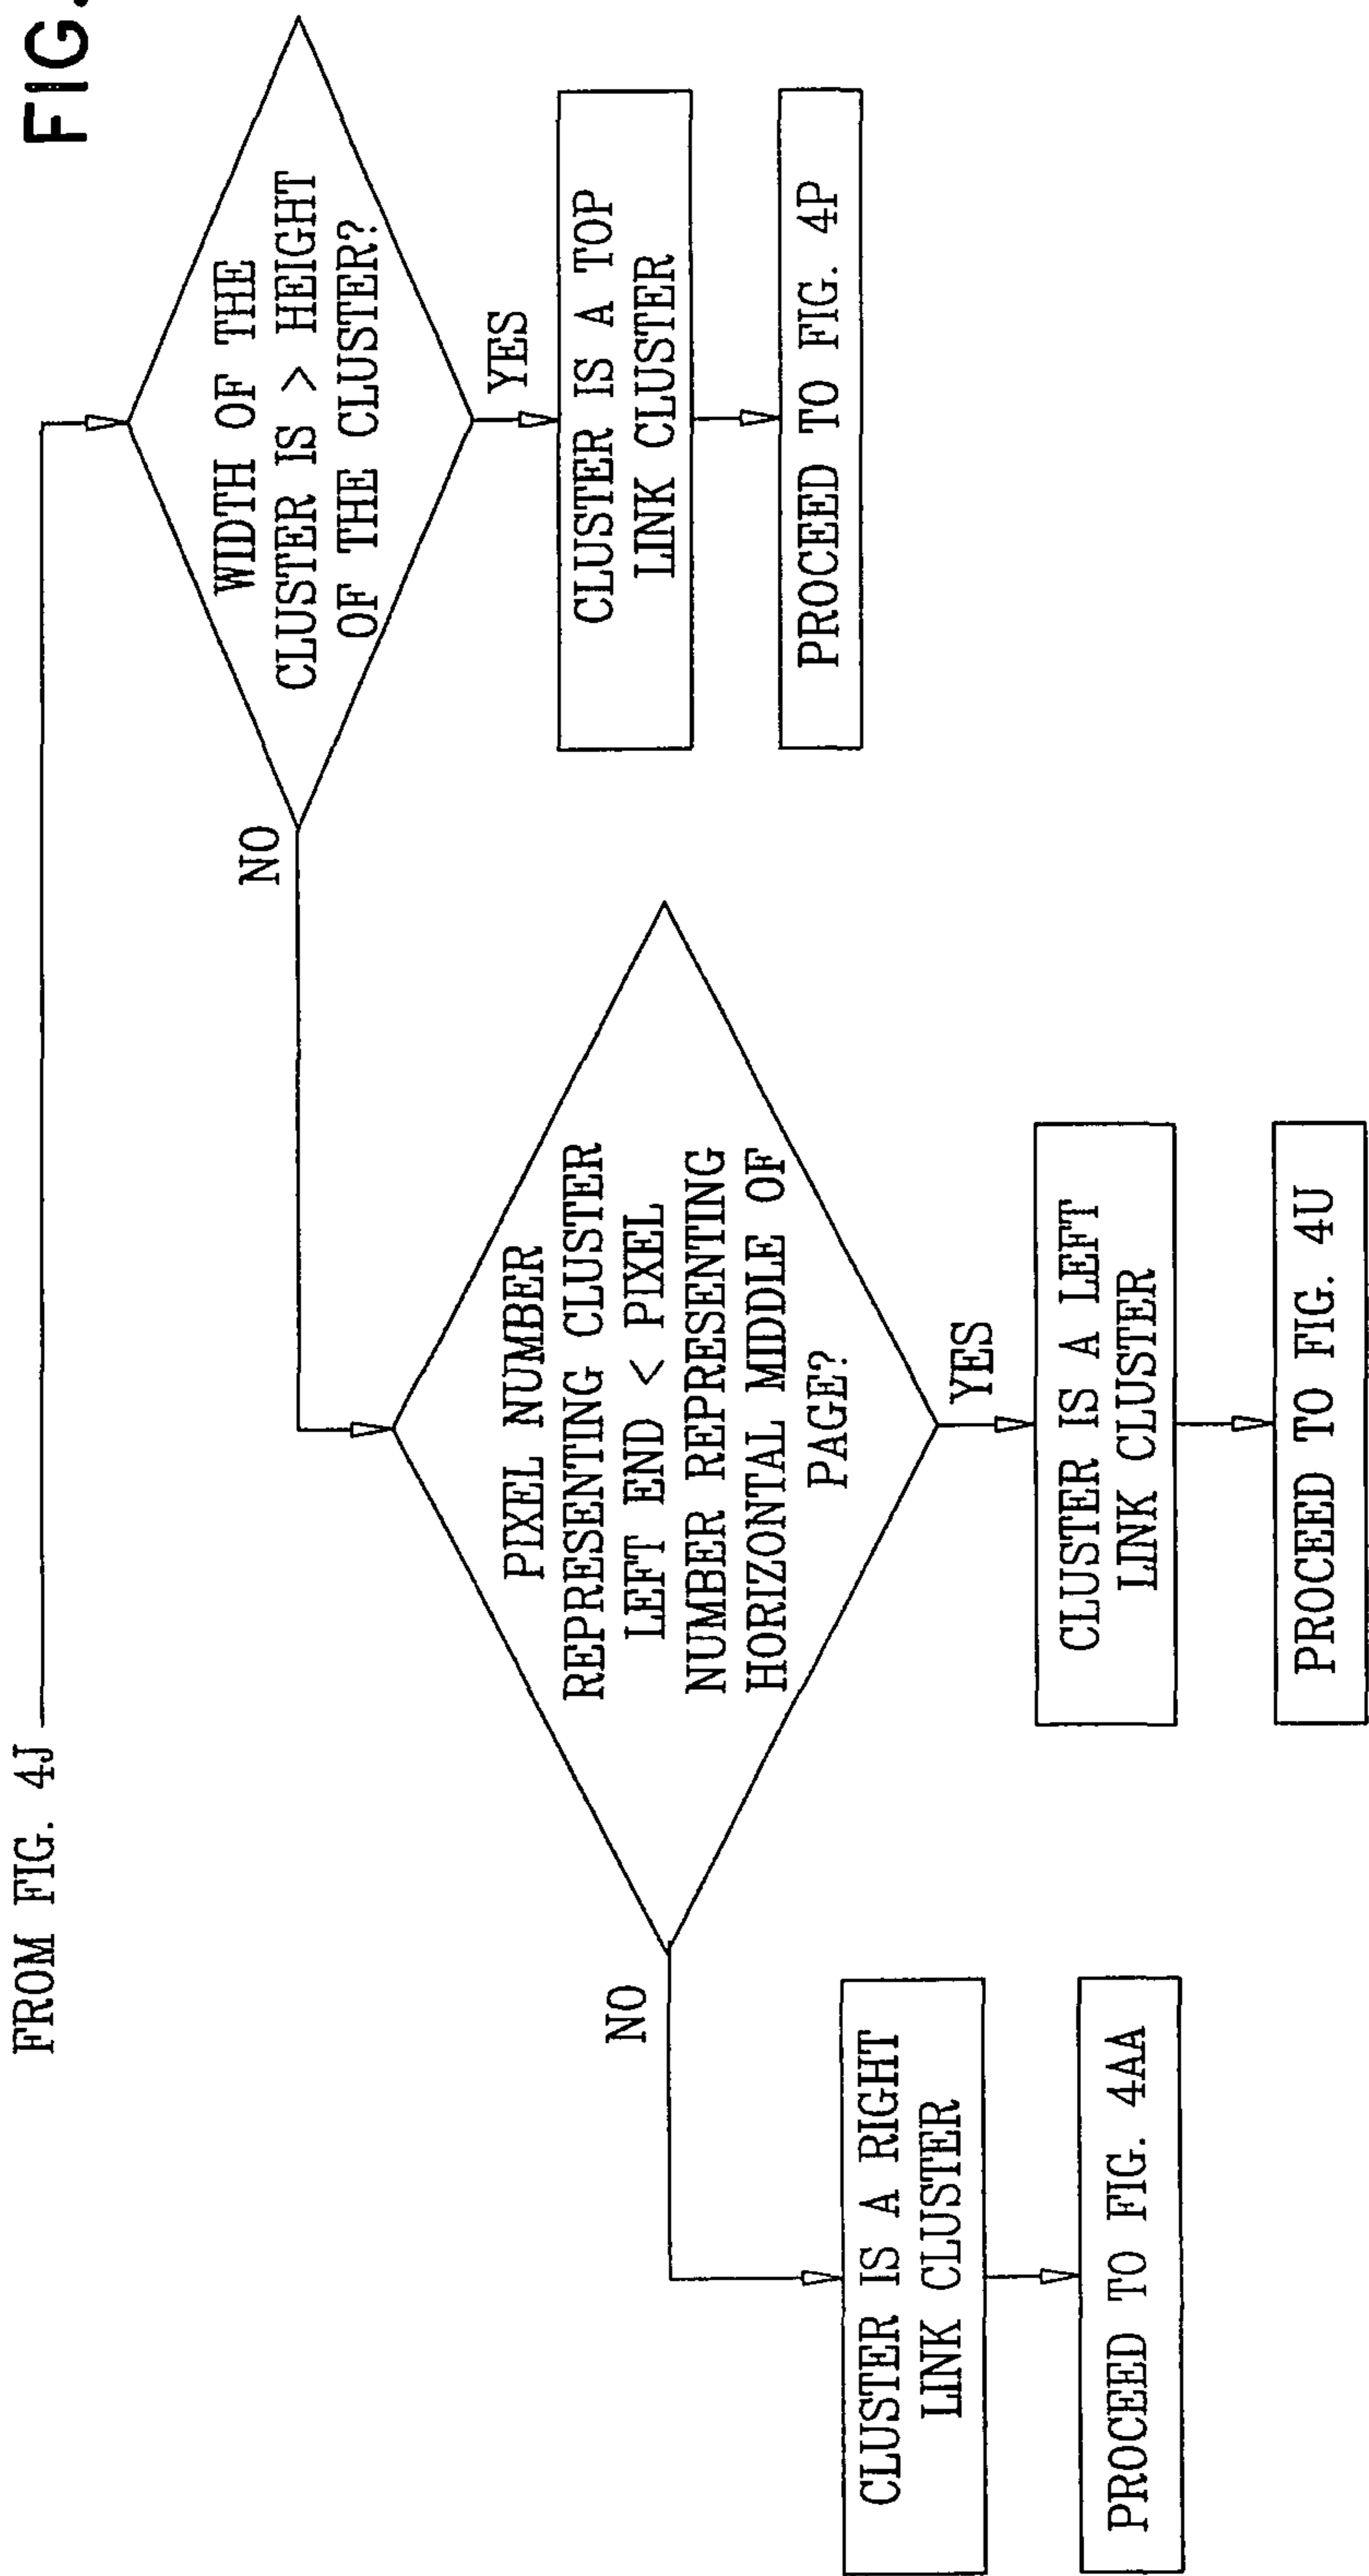 FIG.
FROM FIG. 4J
WIDTH OF THE
CLUSTER IS > HEIGHT
OF THE CLUSTER?
NO
YES
CLUSTER IS A TOP
LINK CLUSTER
PROCEED TO FIG. 4P
PIXEL NUMBER
REPRESENTING CLUSTER
LEFT END < PIXEL
NUMBER REPRESENTING
HORIZONTAL MIDDLE OF
PAGE?
NO
YES
CLUSTER IS A LEFT
LINK CLUSTER
PROCEED TO FIG. 4U
CLUSTER IS A RIGHT
LINK CLUSTER
PROCEED TO FIG. 4AA